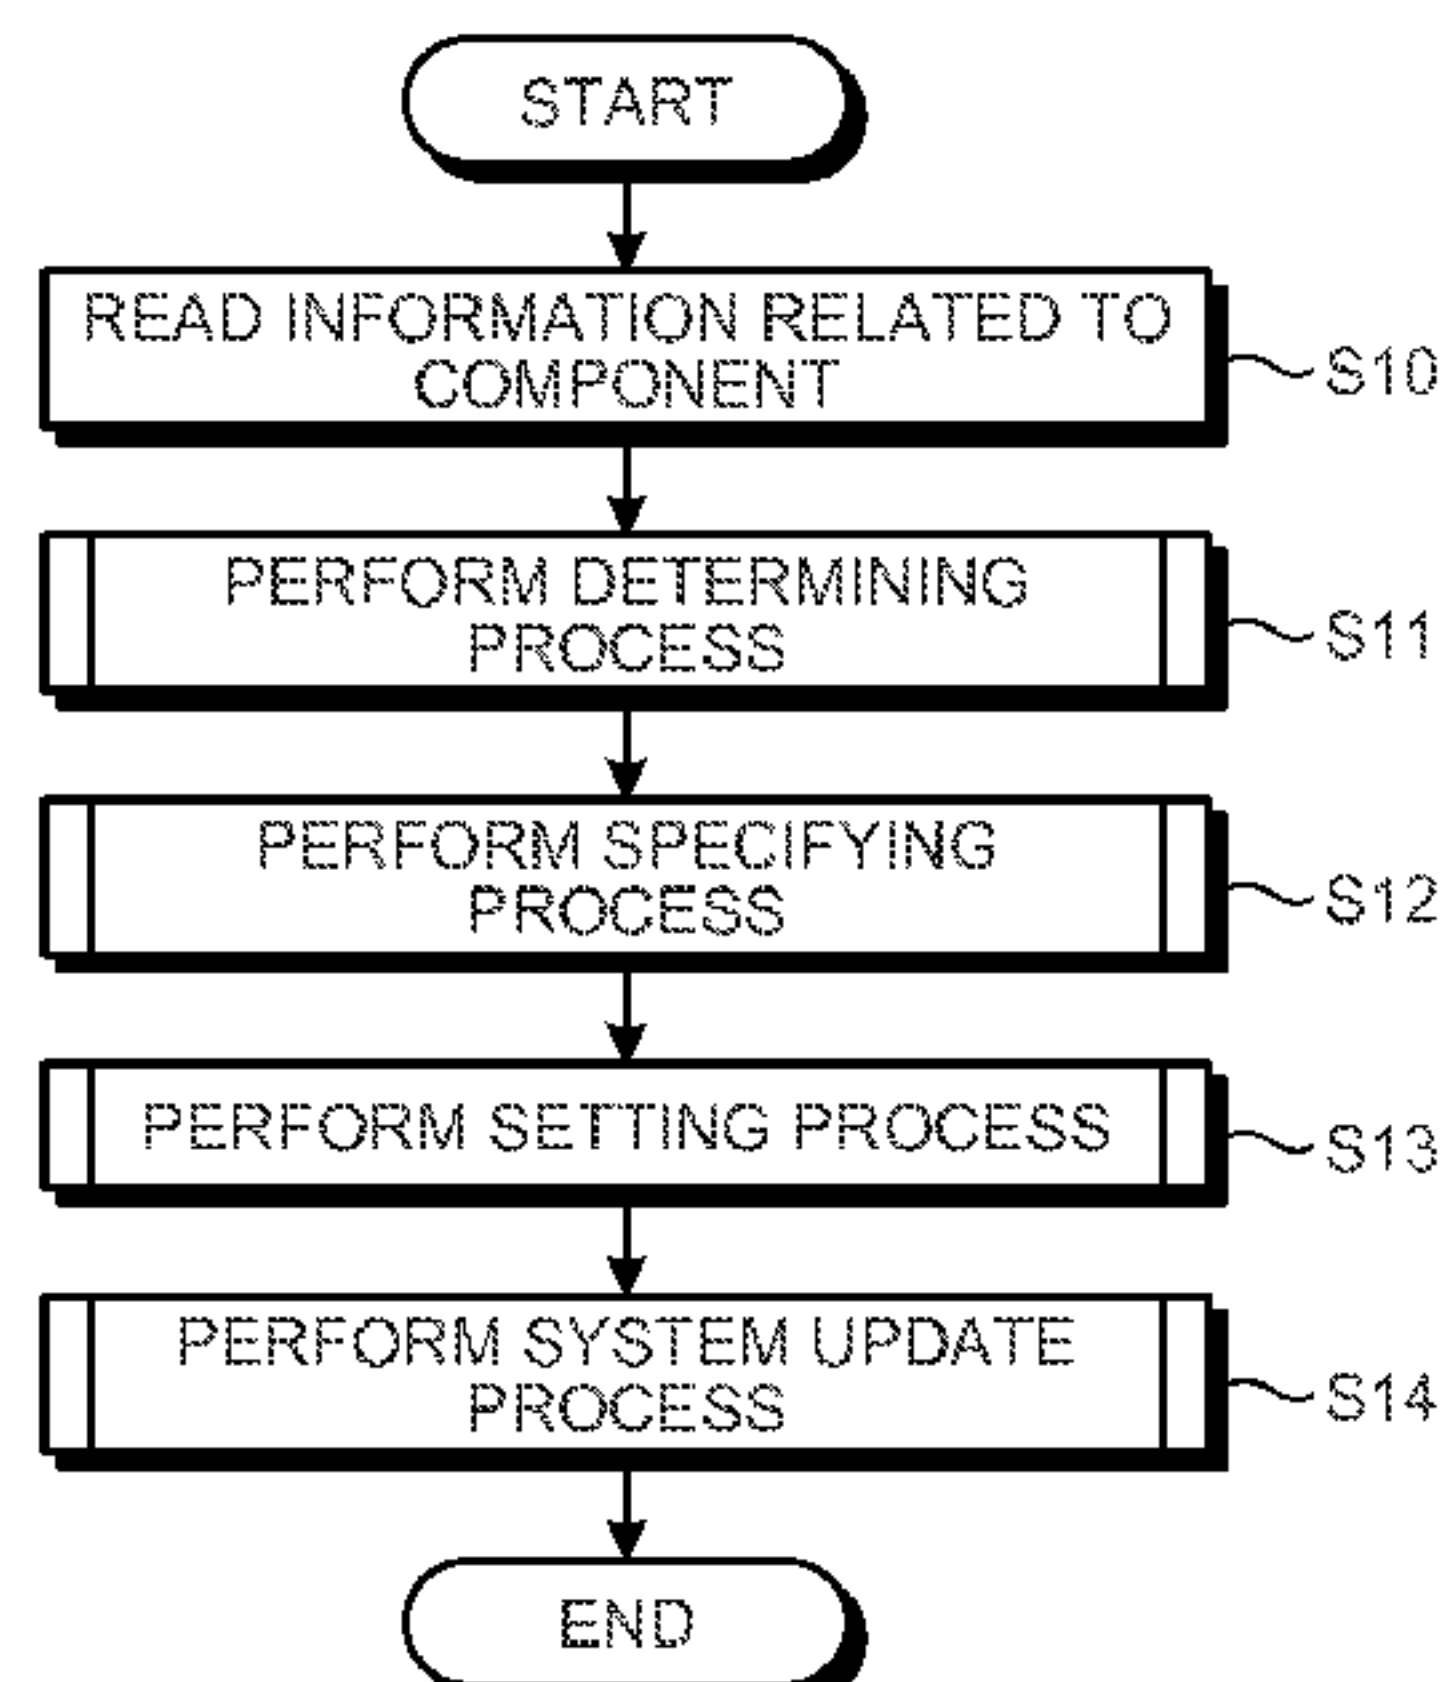 START
READ INFORMATION RELATED TO
COMPONENT
S10
PERFORM DETERMINING
PROCESS
S11
PERFORM SPECIFYING
PROCESS
S12
PERFORM SETTING PROCESS
S13
PERFORM SYSTEM UPDATE
PROCESS
S14
END